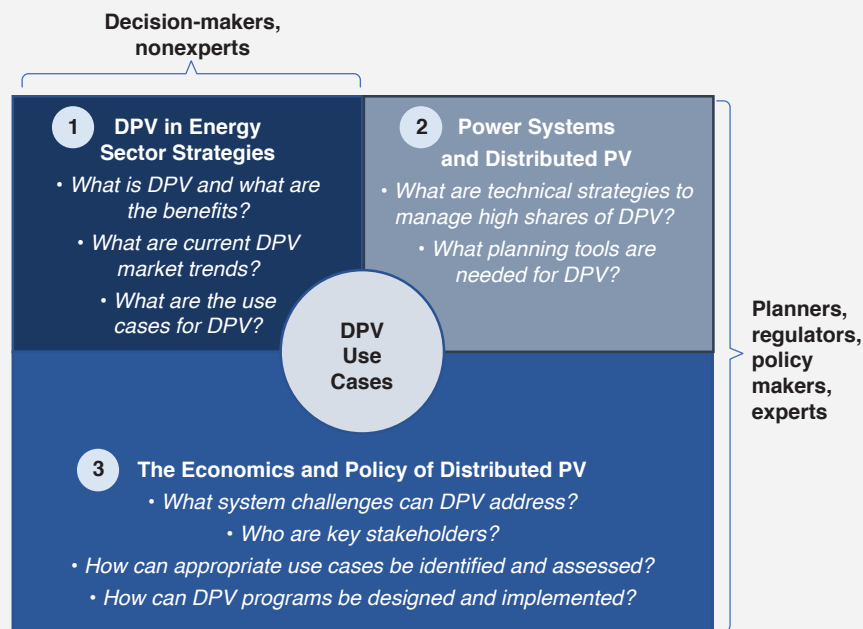 Decision-makers,
nonexperts
1
DPV in Energy
Sector Strategies
• What is DPV and what are
the benefits?
• What are current DPV
market trends?
• What are the use
cases for DPV?
2
Power Systems
and Distributed PV
• What are technical strategies to
manage high shares of DPV?
• What planning tools are
needed for DPV?
DPV
Use
Cases
Planners,
regulators,
policy
makers,
experts
3
The Economics and Policy of Distributed PV
• What system challenges can DPV address?
• Who are key stakeholders?
• How can appropriate use cases be identified and assessed?
• How can DPV programs be designed and implemented?